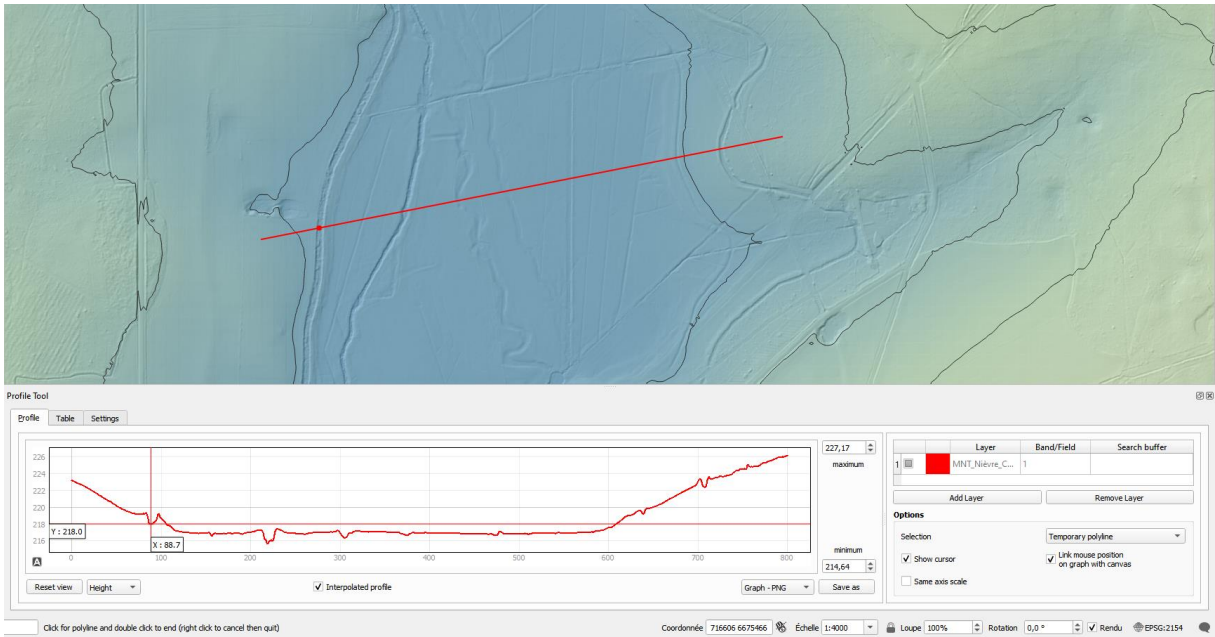 Profile Tool
Profile Table Settings
226
224
222
220
218
216
Y : 218.0
X : 88.7
0 100 200 300 400 500 600 700 800
A
227,17
maximum
minimum
214,64
Layer Band/Field Search buffer
1 MNT_Nièvre_C... 1
Add Layer Remove Layer
Options
Selection Temporary polyline
Show cursor Link mouse position
on graph with canvas
Same axis scale
Reset view Height Interpolated profile Graph - PNG Save as
Click for polyline and double click to end (right click to cancel then quit) Coordonnée 716606 6675466 Échelle 1:4000 Loupe 100% Rotation 0,0 ° Rendu EPSG:2154